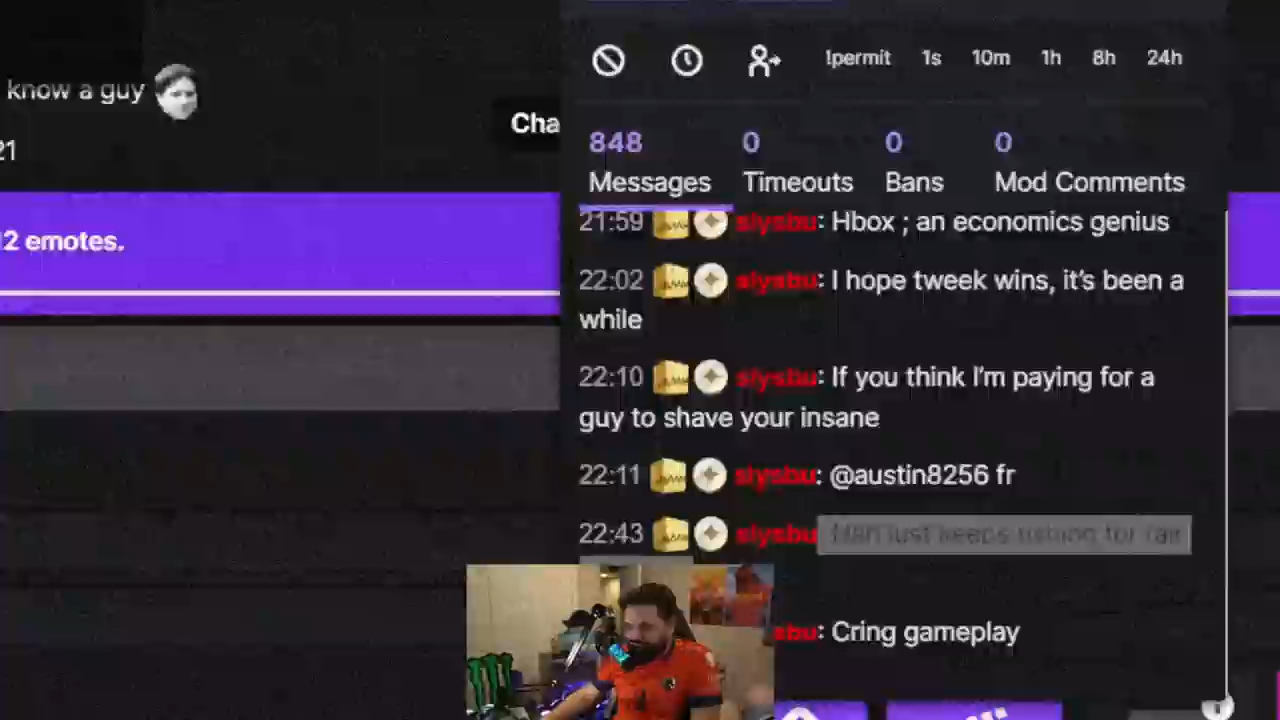 !permit 1s 10m 1h 8h 24h
know a guy
Cha
21
848 0 0 0
Messages Timeouts Bans Mod Comments
21:59 slysbu: Hbox ; an economics genius
12 emotes.
22:02 slysbu: I hope tweek wins, it's been a
while
22:10 slysbu: If you think I'm paying for a
guy to shave your insane
22:11 slysbu: @austin8256 fr
22:43 slysbu Man just keeps fishing for
sbu: Cring gameplay